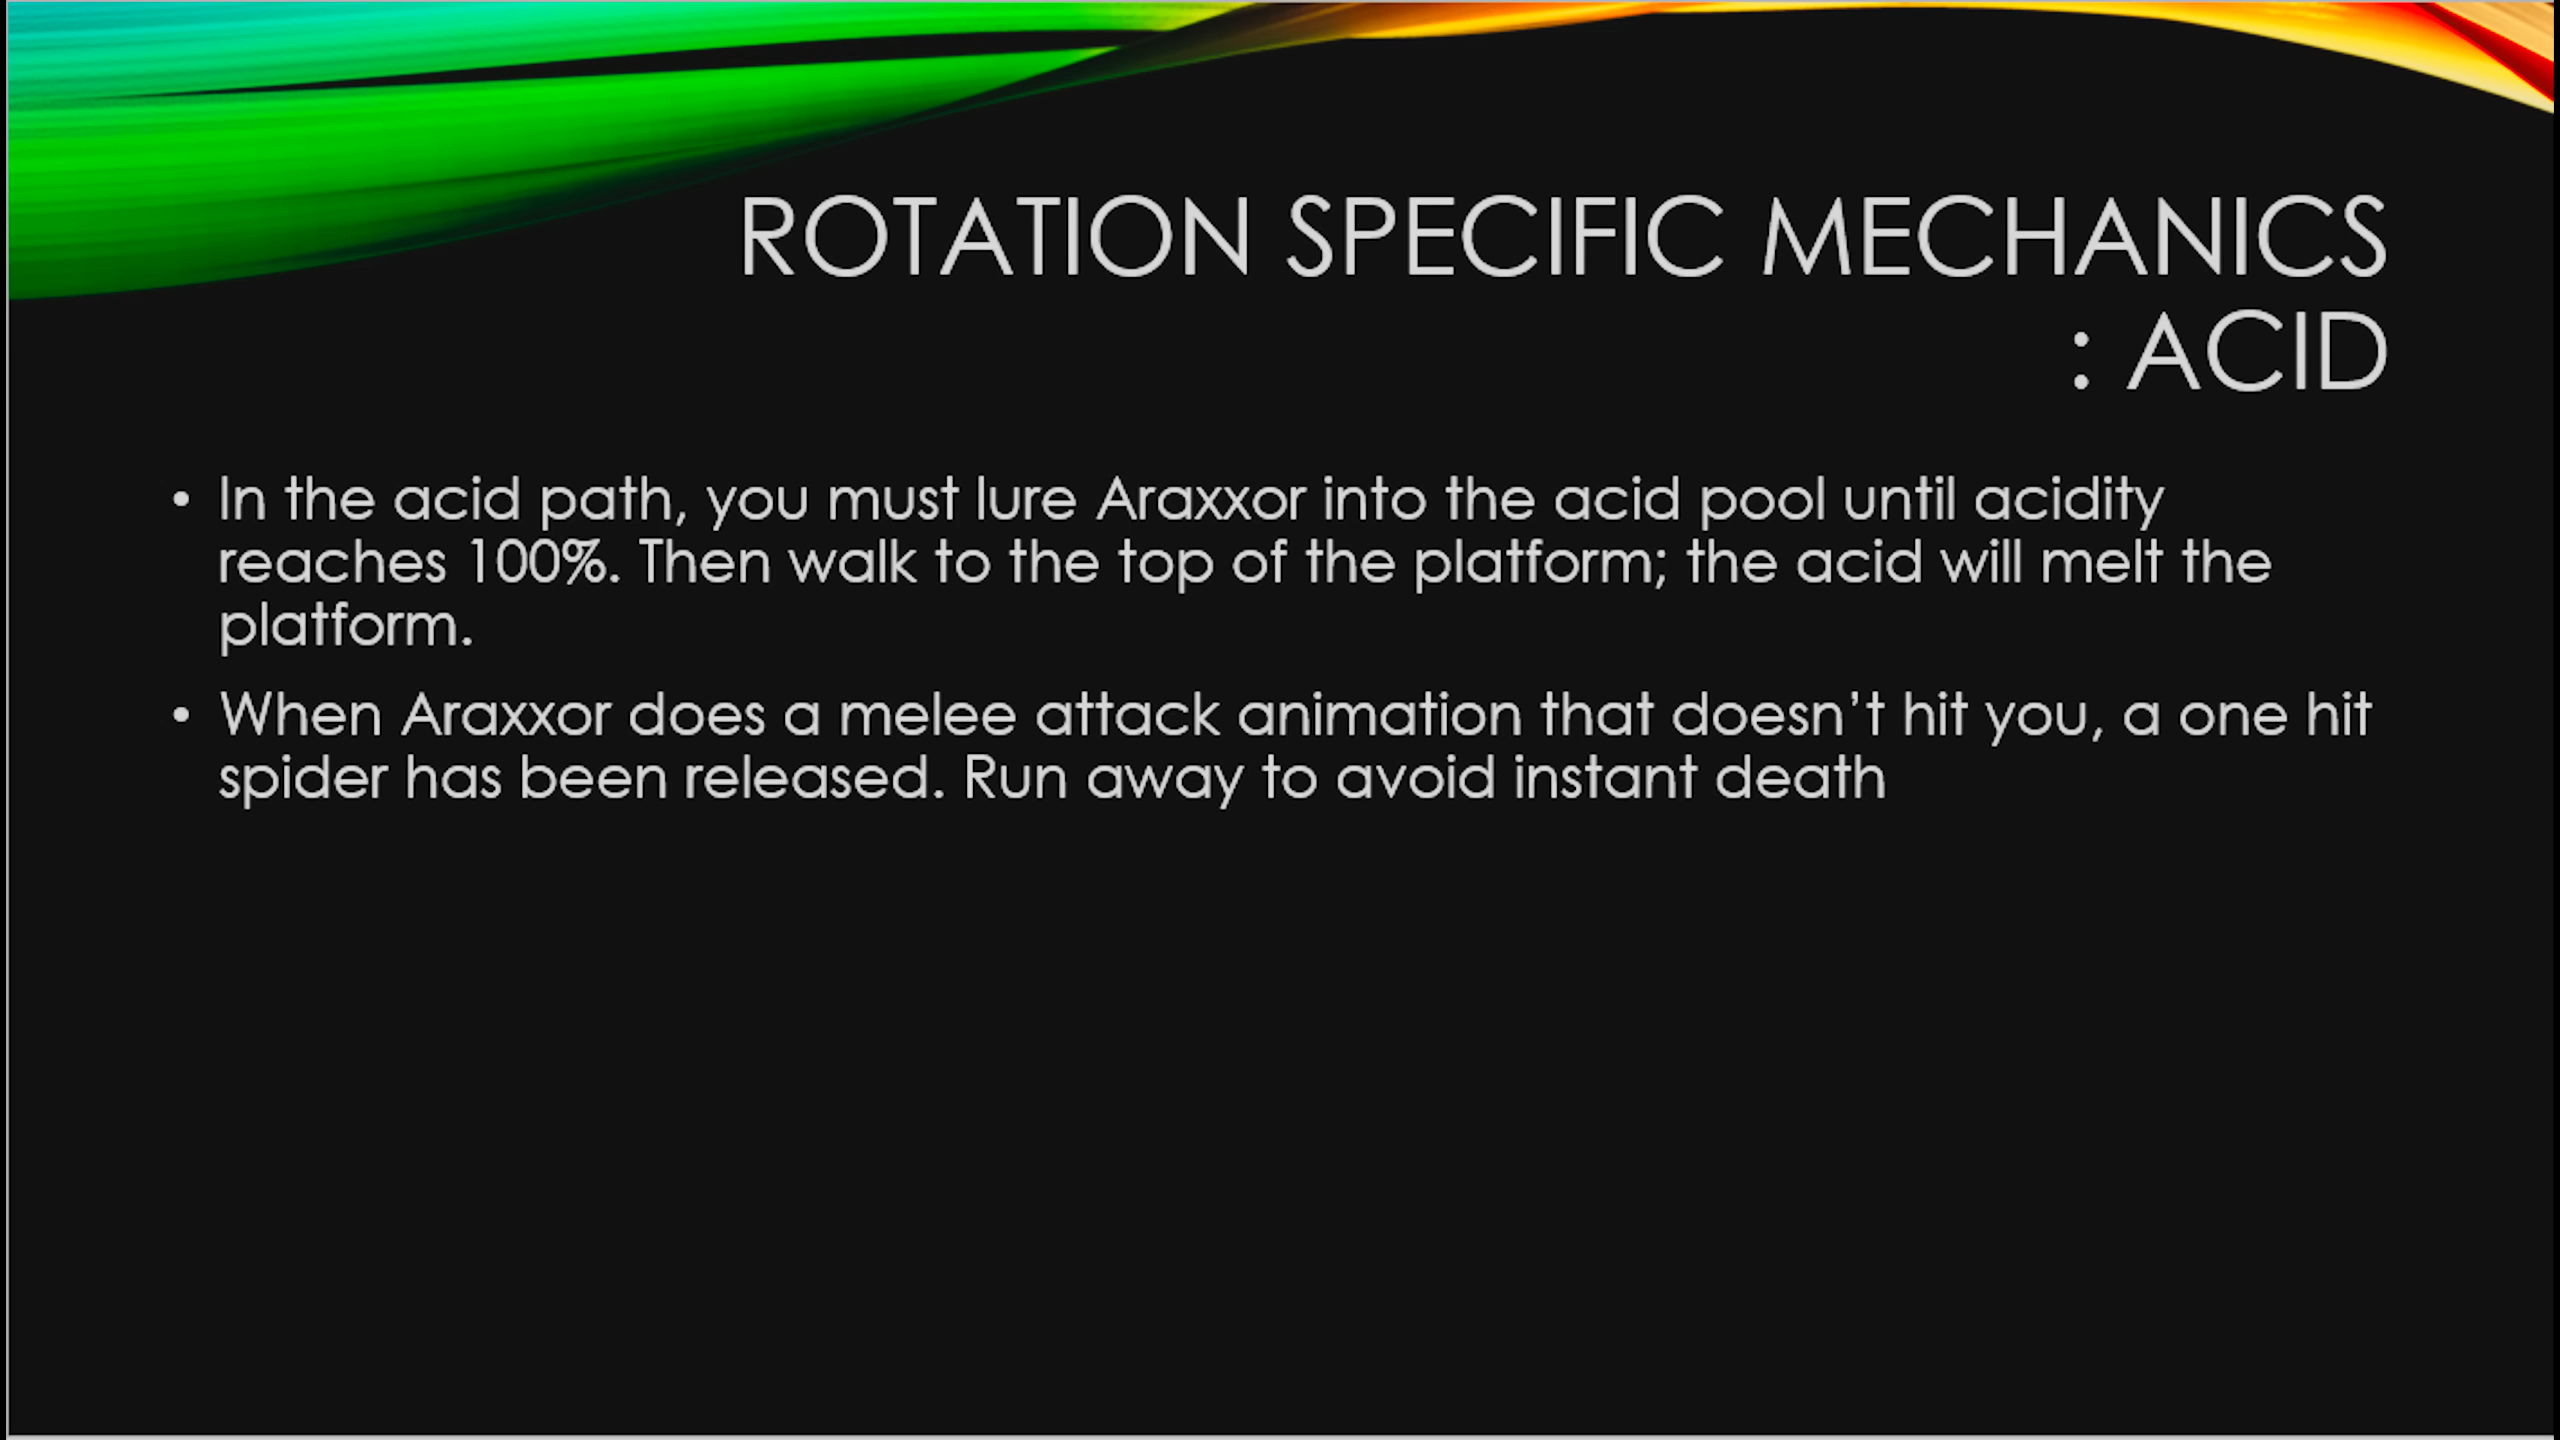 ROTATION SPECIFIC MECHANICS
: ACID
• In the acid path, you must lure Araxxor into the acid pool until acidity
reaches 100%. Then walk to the top of the platform; the acid will melt the
platform.
• When Araxxor does a melee attack animation that doesn’t hit you, a one hit
spider has been released. Run away to avoid instant death